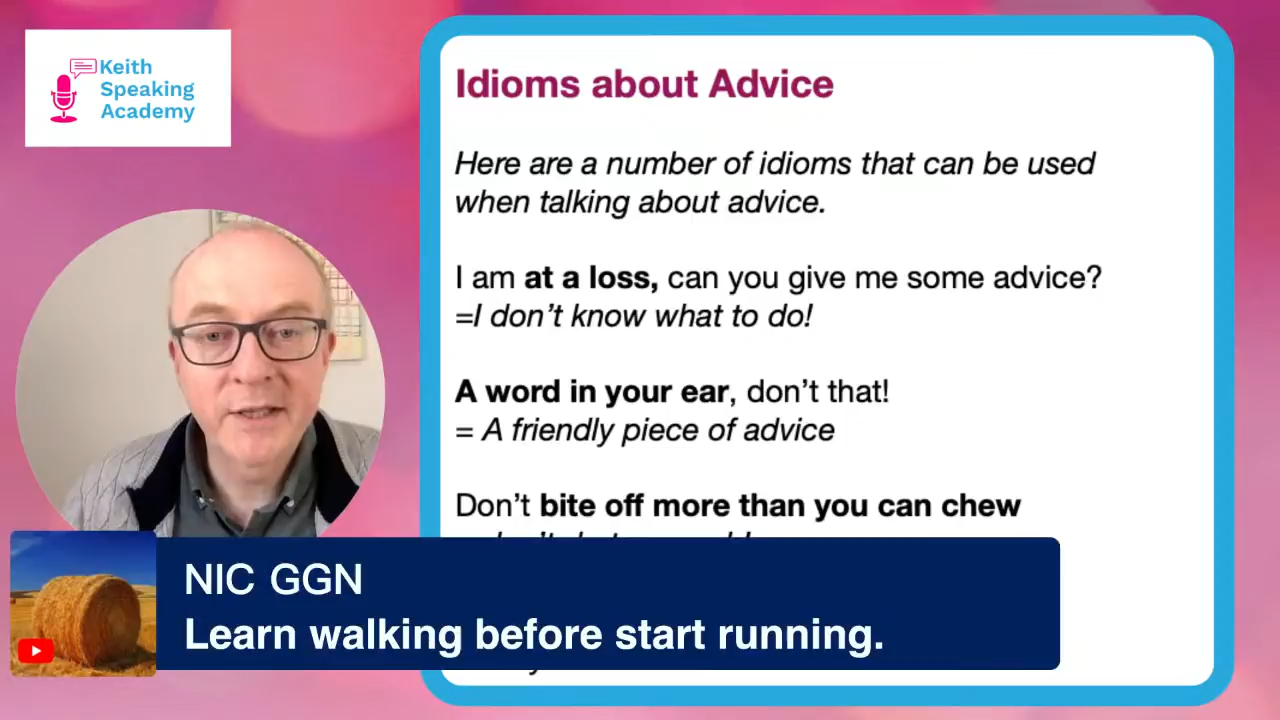 Keith
Speaking
Academy
Idioms about Advice
Here are a number of idioms that can be used
when talking about advice.
I am at a loss, can you give me some advice?
=I don’t know what to do!
A word in your ear, don’t that!
= A friendly piece of advice
Don’t bite off more than you can chew
NIC GGN
Learn walking before start running.